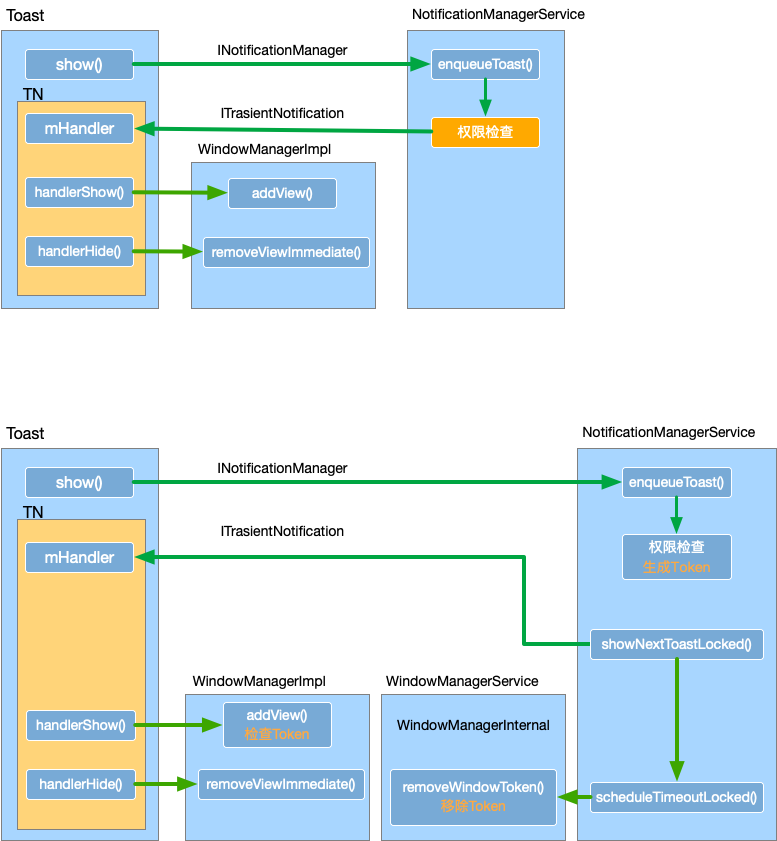 Toast
NotificationManagerService
show()
INotificationManager
enqueueToast()
TN
mHandler
ITrasientNotification
权限检查
WindowManagerImpl
handlerShow()
addView()
handlerHide()
removeViewImmediate()
Toast
NotificationManagerService
show()
INotificationManager
enqueueToast()
TN
mHandler
ITrasientNotification
权限检查
生成Token
showNextToastLocked()
WindowManagerImpl
WindowManagerService
handlerShow()
addView()
检查Token
WindowManagerInternal
handlerHide()
removeViewImmediate()
removeWindowToken()
移除Token
scheduleTimeoutLocked()